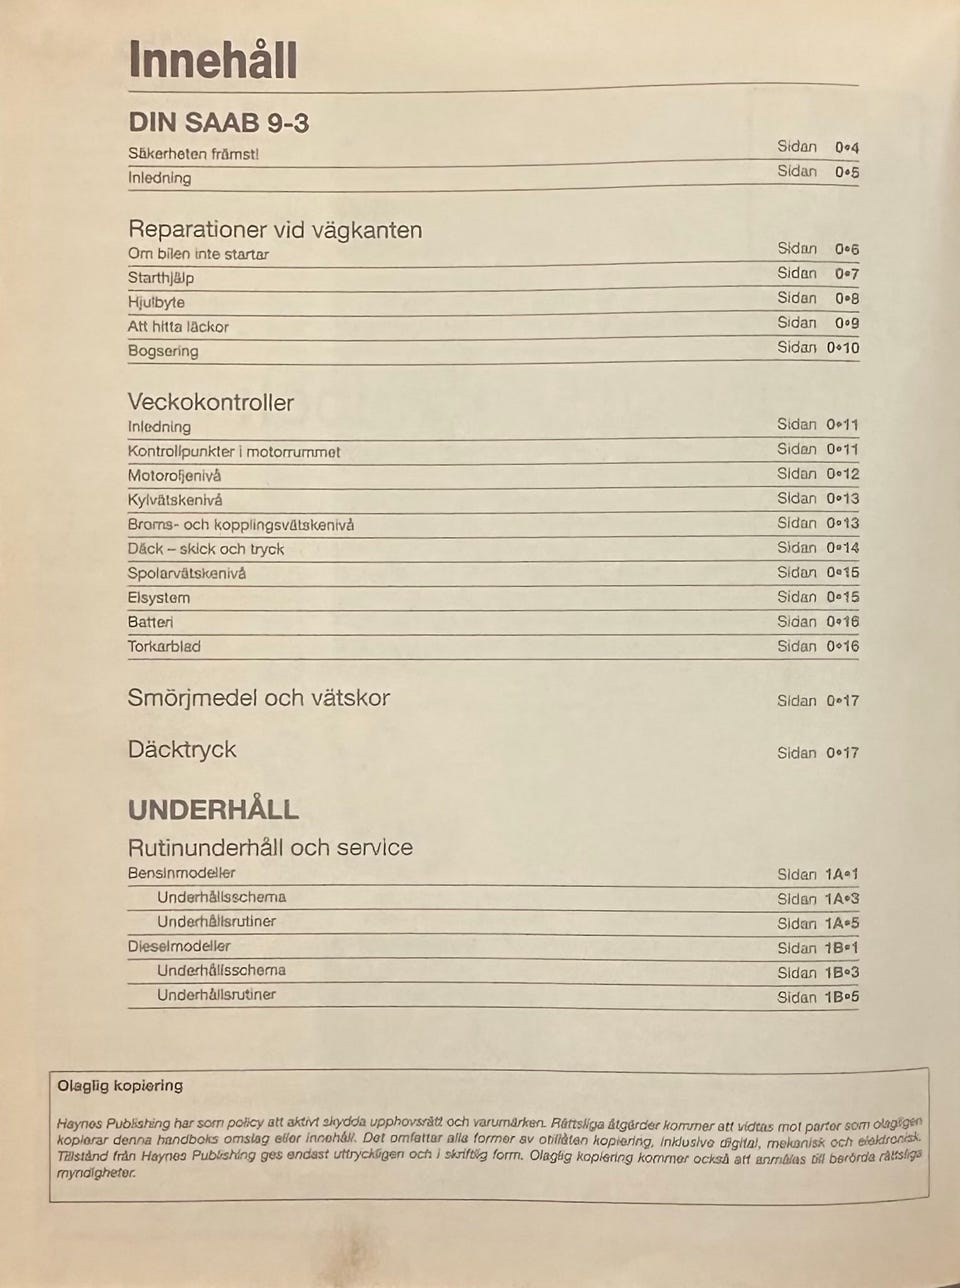 Innehåll
DIN SAAB 9-3
Säkerheten främst! Sidan 0•4
Inledning Sidan 0•5
Reparationer vid vägkanten
Om bilen inte startar Sidan 0•6
Starthjälp Sidan 0•7
Hjulbyte Sidan 0•8
Att hitta läckor Sidan 0•9
Bogsering Sidan 0•10
Veckokontroller
Inledning Sidan 0•11
Kontrollpunkter i motorrummet Sidan 0•11
Motoroljenivå Sidan 0•12
Kylvätskenivå Sidan 0•13
Broms- och kopplingsvätskenivå Sidan 0•13
Däck – skick och tryck Sidan 0•14
Spolarvätskenivå Sidan 0•15
Elsystem Sidan 0•15
Batteri Sidan 0•16
Torkarblad Sidan 0•16
Smörjmedel och vätskor Sidan 0•17
Däcktryck Sidan 0•17
UNDERHÅLL
Rutinunderhåll och service
Bensinmodeller Sidan 1A•1
Underhållsschema Sidan 1A•3
Underhållsrutiner Sidan 1A•5
Dieselmodeller Sidan 1B•1
Underhållsschema Sidan 1B•3
Underhållsrutiner Sidan 1B•5
Olaglig kopiering
Haynes Publishing har som policy att aktivt skydda upphovsrätt och varumärken. Rättsliga åtgärder kommer att vidtas mot parter som olagligen
kopierar denna handboks omslag eller innehåll. Det omfattar alla former av otillåten kopiering, inklusive digital, mekanisk och elektronisk.
Tillstånd från Haynes Publishing ges endast uttryckligen och i skriftlig form. Olaglig kopiering kommer också att anmälas till berörda rättsliga
myndigheter.